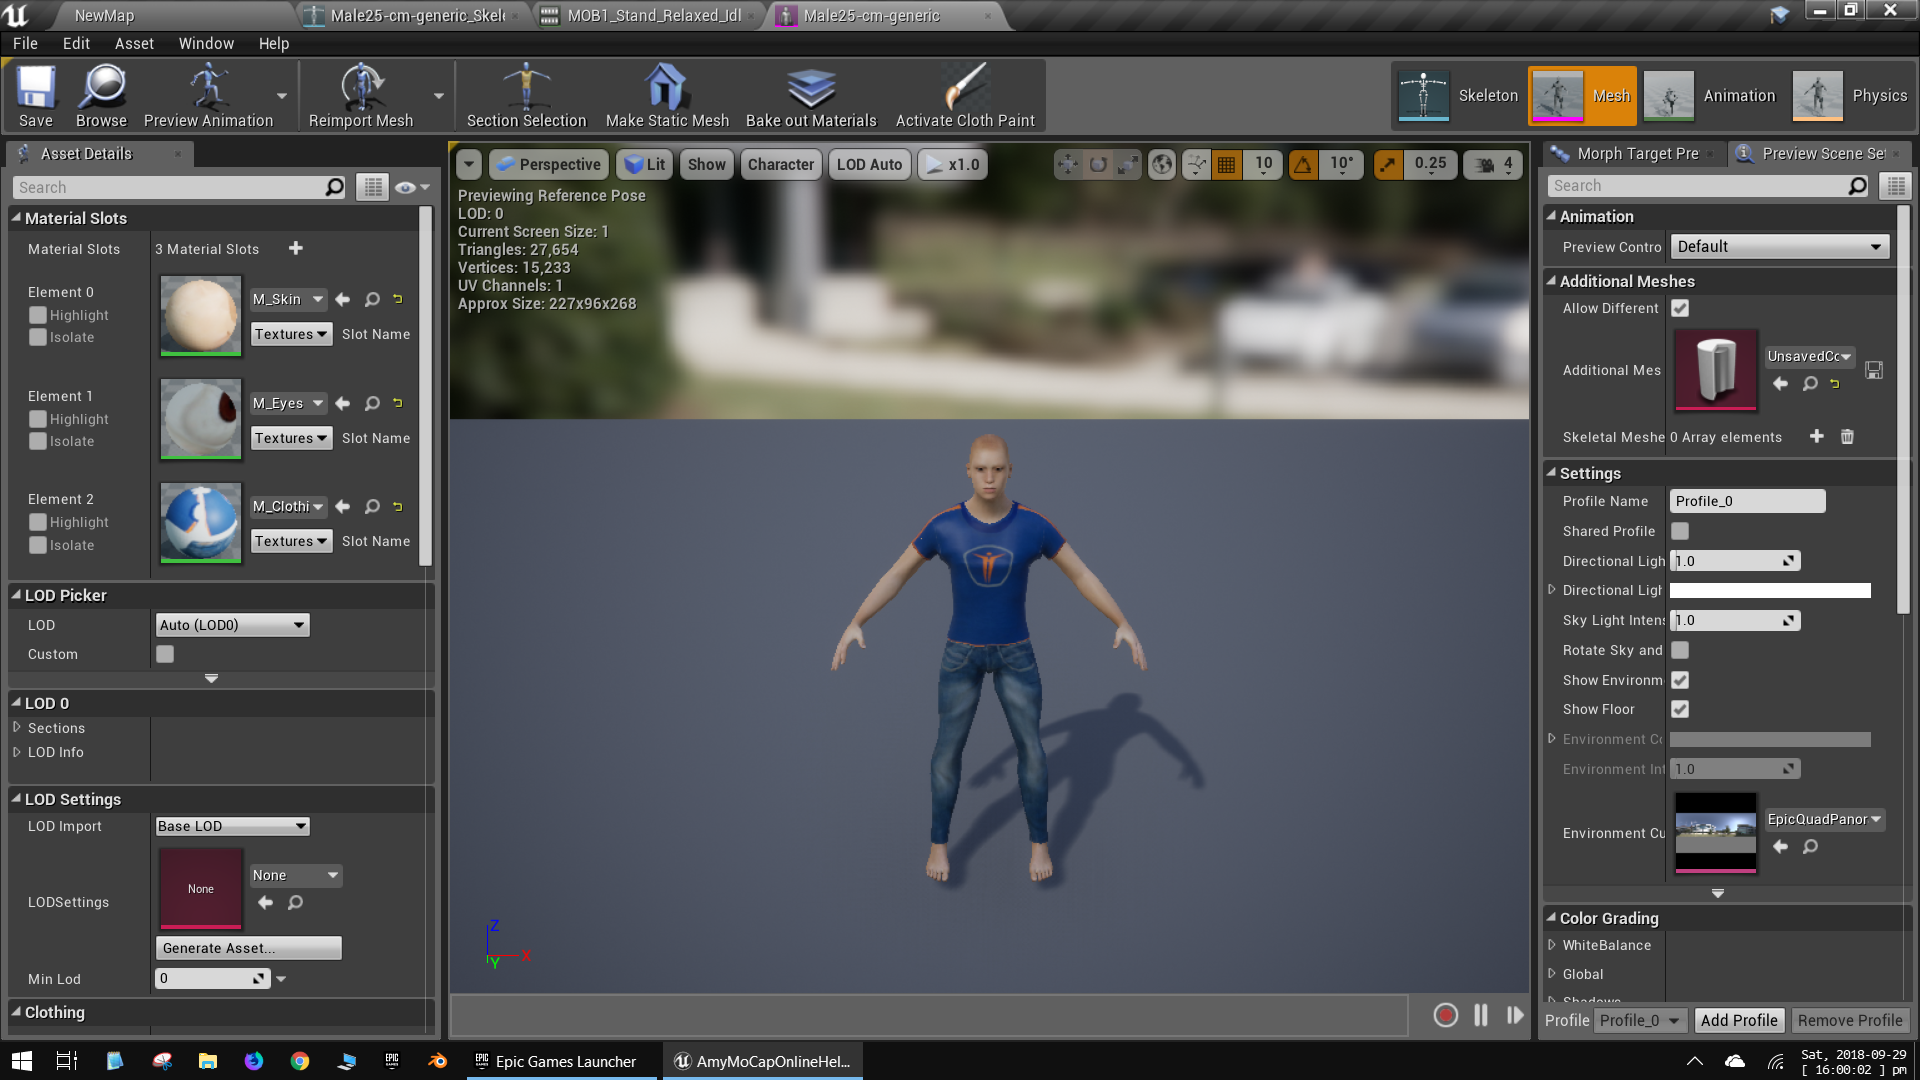 NewMap
Male25-cm-generic_Skel
MOB1_Stand_Relaxed_Idl
Male25-cm-generic
File Edit Asset Window Help
Save
Browse
Preview Animation
Reimport Mesh
Section Selection
Make Static Mesh
Bake out Materials
Activate Cloth Paint
Skeleton
Mesh
Animation
Physics
Asset Details
Search
Material Slots
Material Slots 3 Material Slots
Element 0
Highlight
Isolate
M_Skin
Textures Slot Name
Element 1
Highlight
Isolate
M_Eyes
Textures Slot Name
Element 2
Highlight
Isolate
M_Clothi
Textures Slot Name
LOD Picker
LOD Auto (LOD0)
Custom
LOD 0
Sections
LOD Info
LOD Settings
LOD Import Base LOD
LODSettings
None
None
Generate Asset...
Min Lod 0
Clothing
Perspective Lit Show Character LOD Auto x1.0
10 10° 0.25 4
Previewing Reference Pose
LOD: 0
Current Screen Size: 1
Triangles: 27,654
Vertices: 15,233
UV Channels: 1
Approx Size: 227x96x268
Z
X
Y
Morph Target Pre
Preview Scene Set
Search
Animation
Preview Contro Default
Additional Meshes
Allow Different
Additional Mes UnsavedCo
Skeletal Meshe 0 Array elements
Settings
Profile Name Profile_0
Shared Profile
Directional Ligh 1.0
Directional Ligh
Sky Light Intens 1.0
Rotate Sky and
Show Environm
Show Floor
Environment Co
Environment Int 1.0
Environment Cu EpicQuadPanor
Color Grading
WhiteBalance
Global
Shadows
Profile Profile_0 Add Profile Remove Profile
EPIC GAMES
Epic Games Launcher
AmyMoCapOnlineHel...
Sat, 2018-09-29
[ 16:00:02 ] pm